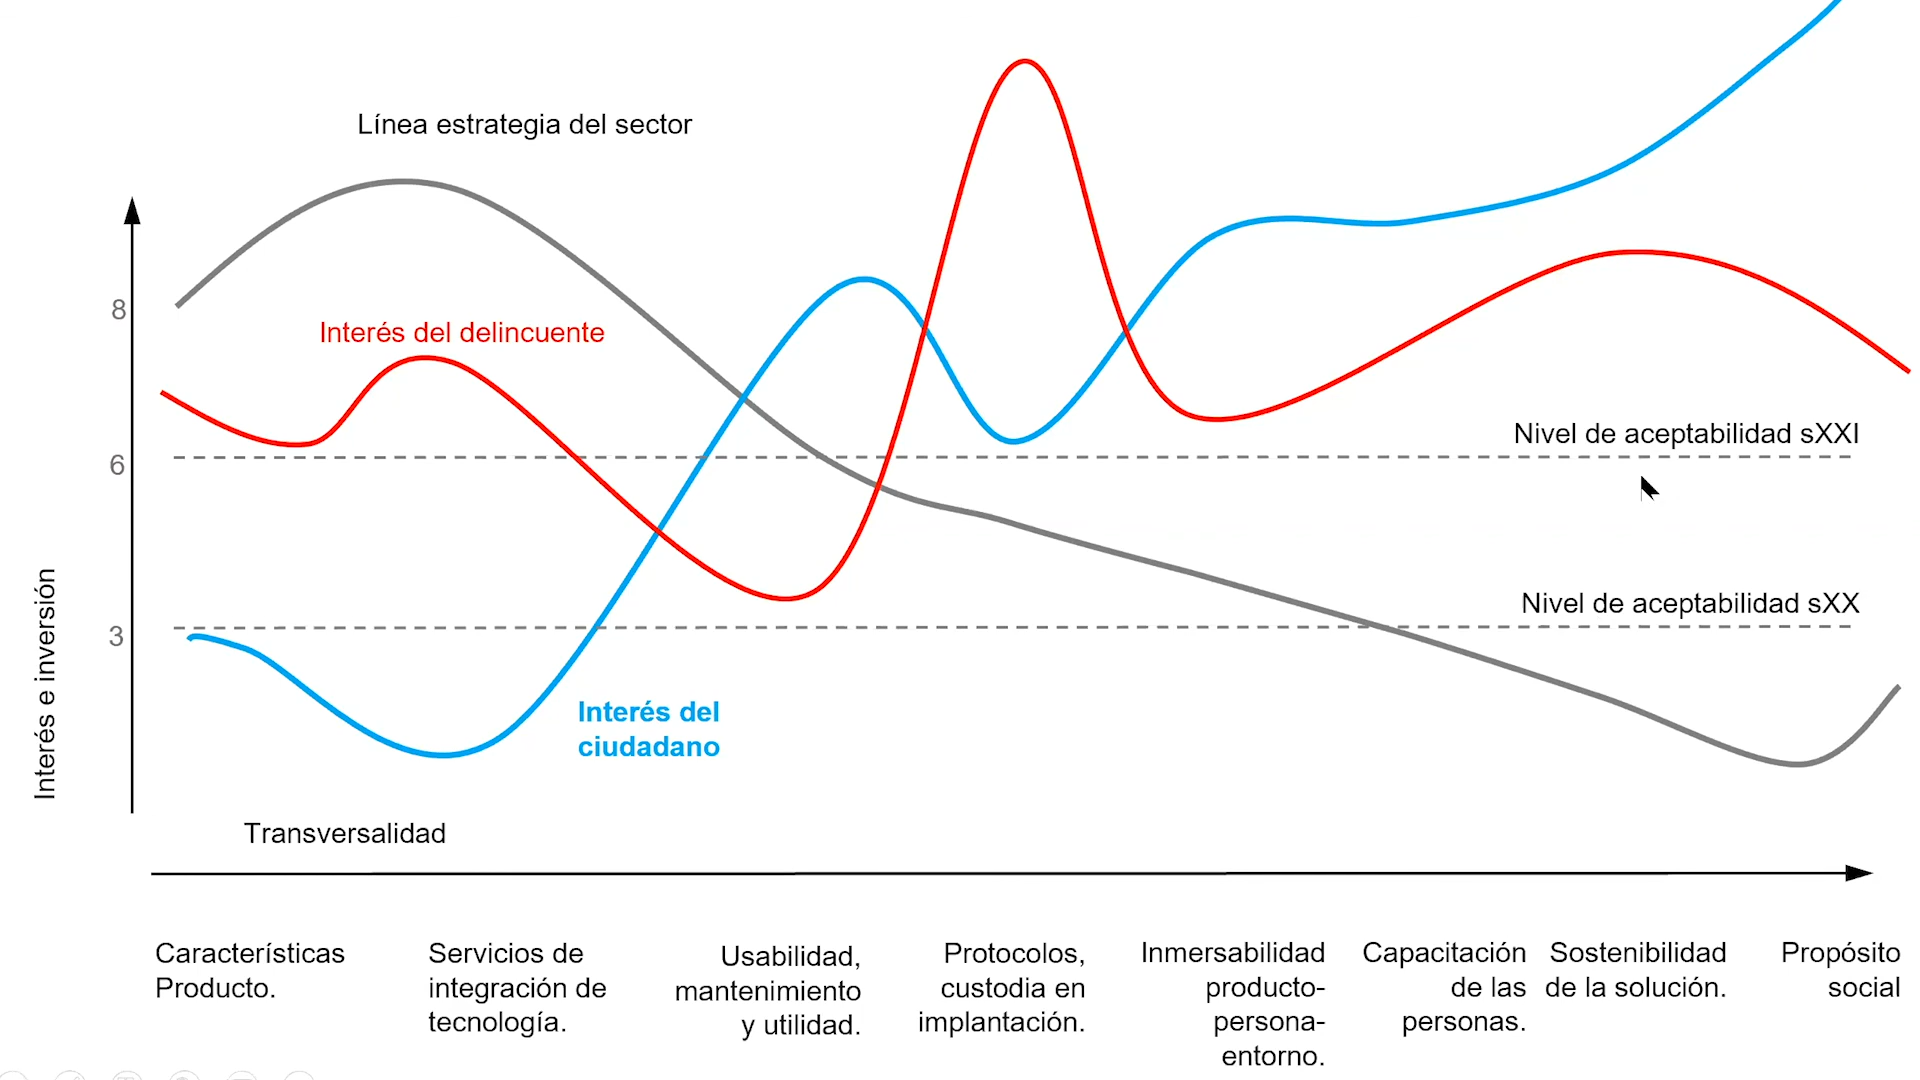 Línea estrategia del sector
8
Interés del delincuente
Nivel de aceptabilidad sXXI
6
Nivel de aceptabilidad sXX
3
Interés e inversión
Interés del
ciudadano
Transversalidad
Características
Producto.
Servicios de
integración de
tecnología.
Usabilidad,
mantenimiento
y utilidad.
Protocolos,
custodia en
implantación.
Inmersabilidad
producto-
persona-
entorno.
Capacitación
de las
personas.
Sostenibilidad
de la solución.
Propósito
social